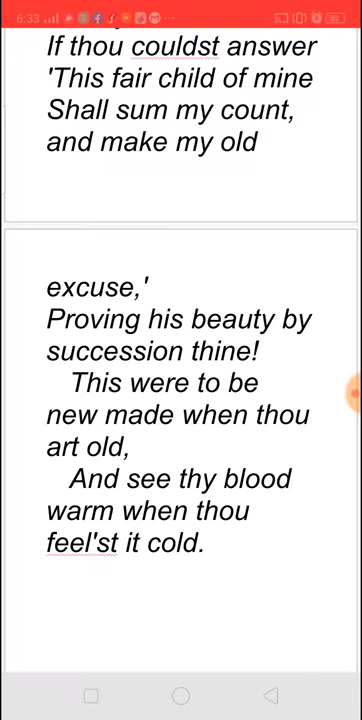 6:33
If thou couldst answer
'This fair child of mine
Shall sum my count,
and make my old
excuse,'
Proving his beauty by
succession thine!
This were to be
new made when thou
art old,
And see thy blood
warm when thou
feel'st it cold.